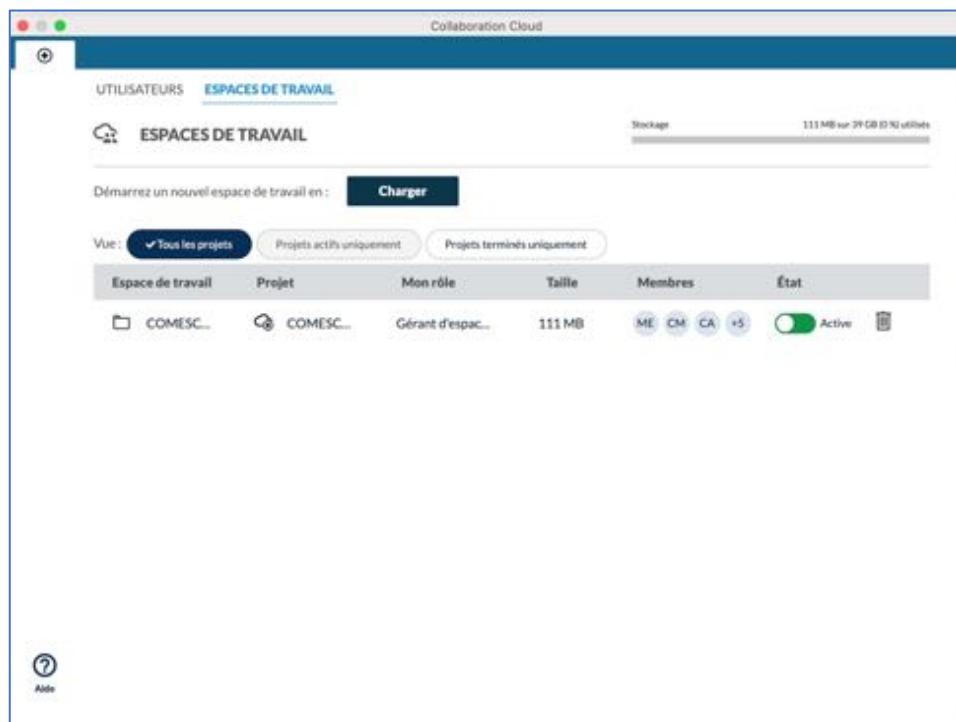 Collaboration Cloud
UTILISATEURS ESPACES DE TRAVAIL
ESPACES DE TRAVAIL
Stockage 111 MB sur 39 GB (0 %) utilisés
Démarrez un nouvel espace de travail en : Charger
Vue : Tous les projets Projets actifs uniquement Projets terminés uniquement
Espace de travail Projet Mon rôle Taille Membres État
COMESC... COMESC... Gérant d'espac... 111 MB ME CM CA +5 Active
Aide